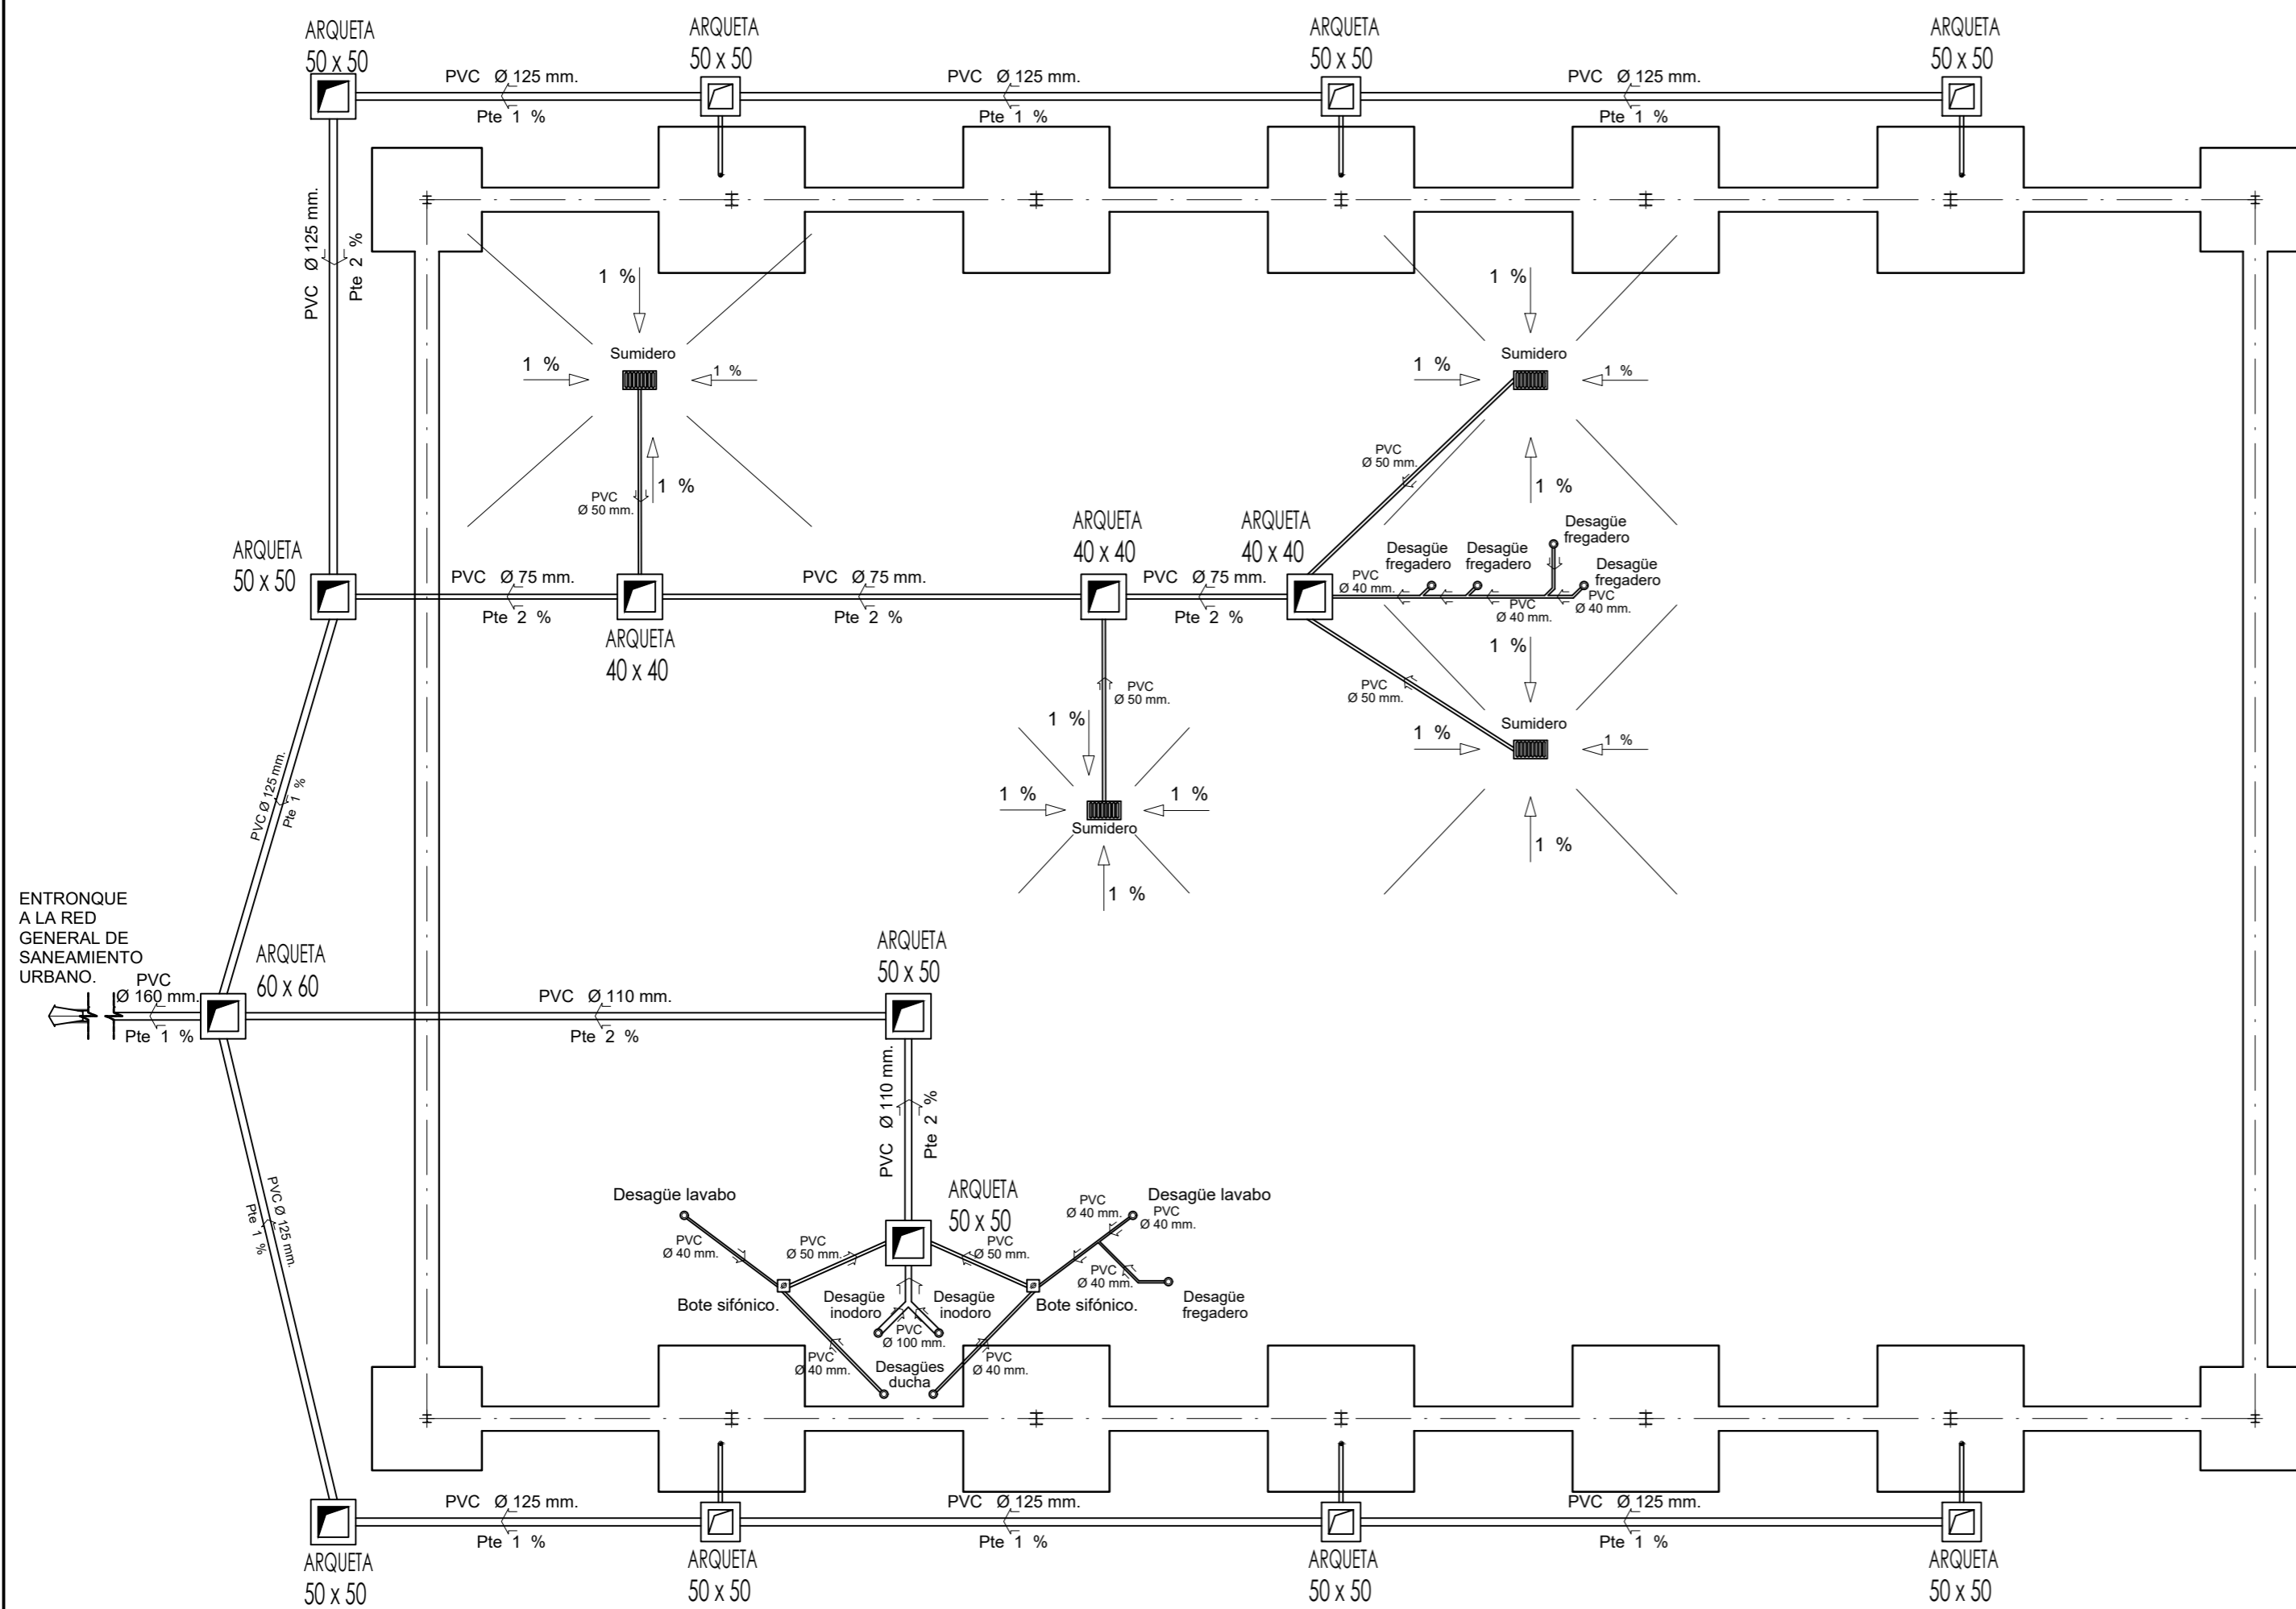 ARQUETA
50 x 50
ARQUETA
50 x 50
ARQUETA
50 x 50
ARQUETA
50 x 50
PVC Ø 125 mm.
Pte 1 %
PVC Ø 125 mm.
Pte 1 %
PVC Ø 125 mm.
Pte 1 %
PVC Ø 125 mm.
Pte 2 %
1 %
Sumidero
1 %
1 %
1 %
PVC
Ø 50 mm.
1 %
Sumidero
1 %
1 %
1 %
PVC
Ø 50 mm.
ARQUETA
50 x 50
PVC Ø 75 mm.
Pte 2 %
ARQUETA
40 x 40
PVC Ø 75 mm.
Pte 2 %
ARQUETA
40 x 40
PVC Ø 75 mm.
Pte 2 %
ARQUETA
40 x 40
PVC
Ø 40 mm.
Desagüe
fregadero
Desagüe
fregadero
Desagüe
fregadero
Desagüe
fregadero
PVC
Ø 40 mm.
PVC
Ø 40 mm.
1 %
PVC
Ø 50 mm.
Sumidero
1 %
1 %
1 %
PVC
Ø 50 mm.
1 %
1 %
1 %
Sumidero
1 %
PVC Ø 125 mm.
Pte 1 %
ENTRONQUE
A LA RED
GENERAL DE
SANEAMIENTO
URBANO.
PVC
Ø 160 mm.
Pte 1 %
ARQUETA
60 x 60
PVC Ø 110 mm.
Pte 2 %
ARQUETA
50 x 50
PVC Ø 110 mm.
Pte 2 %
PVC Ø 125 mm.
Pte 1 %
Desagüe lavabo
PVC
Ø 40 mm.
PVC
Ø 50 mm.
ARQUETA
50 x 50
PVC
Ø 50 mm.
PVC
Ø 40 mm.
Desagüe lavabo
PVC
Ø 40 mm.
PVC
Ø 40 mm.
Desagüe
fregadero
Bote sifónico.
Desagüe
inodoro
Desagüe
inodoro
Bote sifónico.
PVC
Ø 100 mm.
PVC
Ø 40 mm.
Desagües
ducha
PVC
Ø 40 mm.
PVC Ø 125 mm.
Pte 1 %
PVC Ø 125 mm.
Pte 1 %
PVC Ø 125 mm.
Pte 1 %
ARQUETA
50 x 50
ARQUETA
50 x 50
ARQUETA
50 x 50
ARQUETA
50 x 50